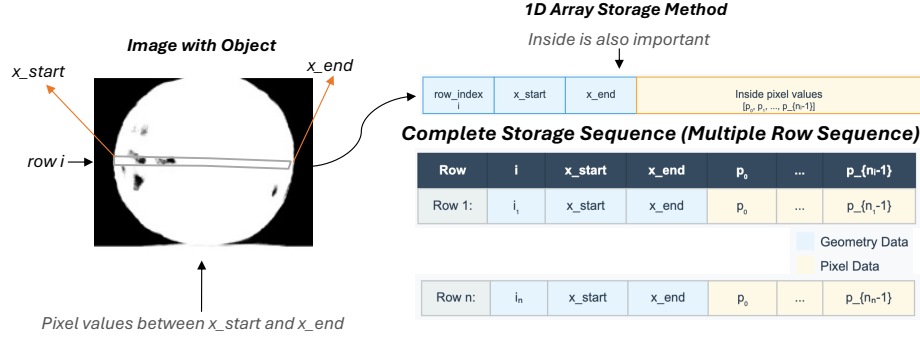 1D Array Storage Method
Inside is also important
Image with Object
x_start
x_end
row i
row_index
i
x_start
x_end
Inside pixel values
[p₀, p₁, ..., p_{nᵢ-1}]
Complete Storage Sequence (Multiple Row Sequence)
Row i x_start x_end p₀ ... p_{nᵢ-1}
Row 1: i₁ x_start x_end p₀ ... p_{n₁-1}
Geometry Data
Pixel Data
Row n: iₙ x_start x_end p₀ ... p_{nₙ-1}
Pixel values between x_start and x_end